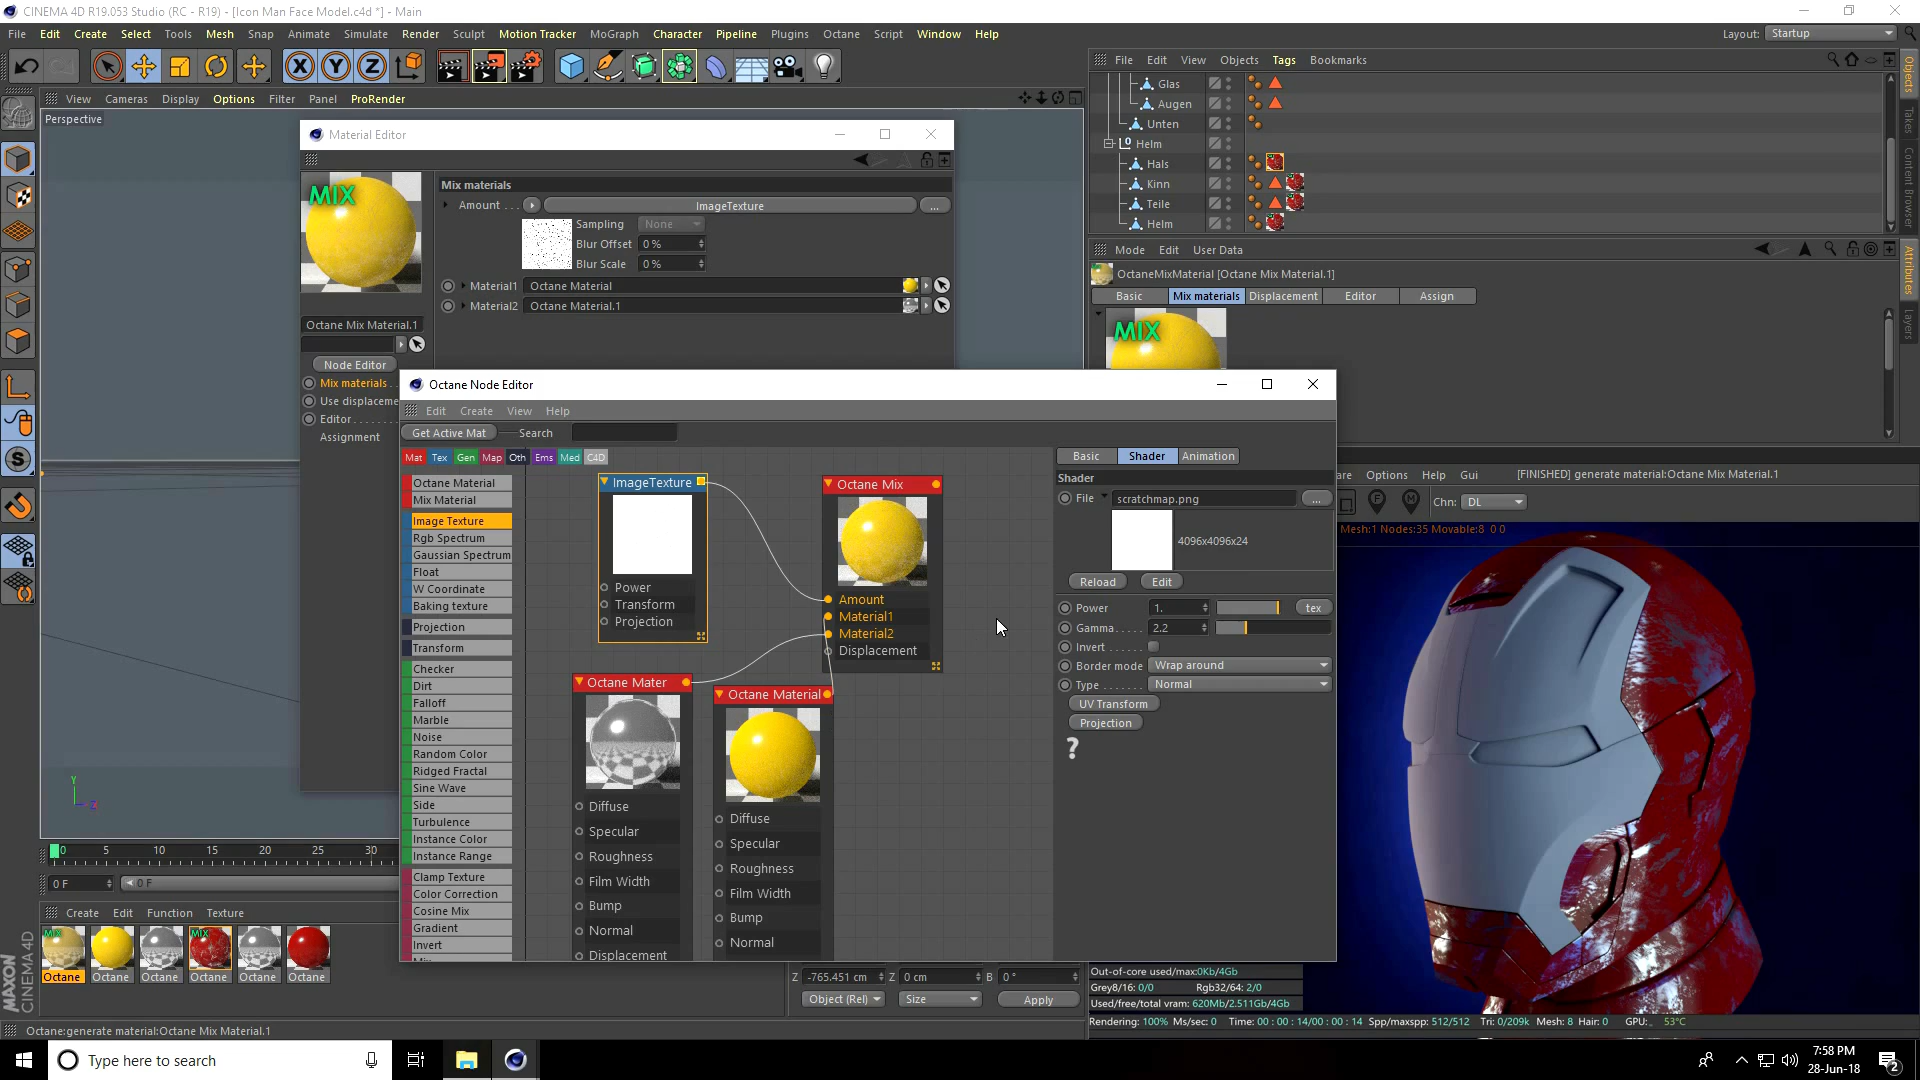 CINEMA 4D R19.053 Studio (RC - R19) - [Icon Man Face Model.c4d *] - Main
File Edit Create Select Tools Mesh Snap Animate Simulate Render Sculpt Motion Tracker MoGraph Character Pipeline Plugins Octane Script Window Help
Layout: Startup
View Cameras Display Options Filter Panel ProRender
Perspective
File Edit View Objects Tags Bookmarks
Glas
Augen
Unten
Helm
Hals
Kinn
Teile
Helm
Objects
Takes
Content Browser
Attributes
Layers
Mode Edit User Data
OctaneMixMaterial [Octane Mix Material.1]
Basic Mix materials Displacement Editor Assign
MIX
Material Editor
MIX
Mix materials
Amount . . . ImageTexture ...
Sampling None
Blur Offset 0 %
Blur Scale 0 %
Material1 Octane Material
Material2 Octane Material.1
Octane Mix Material.1
Node Editor
Mix materials . .
Use displaceme
Editor . . . . . . . .
Assignment
Octane Node Editor
Edit Create View Help
Get Active Mat Search
Mat Tex Gen Map Oth Ems Med C4D
Octane Material
Mix Material
Image Texture
Rgb Spectrum
Gaussian Spectrum
Float
W Coordinate
Baking texture
Projection
Transform
Checker
Dirt
Falloff
Marble
Noise
Random Color
Ridged Fractal
Sine Wave
Side
Turbulence
Instance Color
Instance Range
Clamp Texture
Color Correction
Cosine Mix
Gradient
Invert
ImageTexture
Power
Transform
Projection
Octane Mix
Amount
Material1
Material2
Displacement
Octane Mater
Diffuse
Specular
Roughness
Film Width
Bump
Normal
Displacement
Octane Material
Diffuse
Specular
Roughness
Film Width
Bump
Normal
Basic Shader Animation
Shader
File scratchmap.png ...
4096x4096x24
Reload Edit
Power 1. tex
Gamma. . . . . 2.2
Invert . . . . . .
Border mode Wrap around
Type . . . . . . . Normal
UV Transform
Projection
?
are Options Help Gui [FINISHED] generate material:Octane Mix Material.1
Chn: DL
Mesh:1 Nodes:35 Movable:8 0 0
Out-of-core used/max:0Kb/4Gb
Grey8/16: 0/0 Rgb32/64: 2/0
Used/free/total vram: 620Mb/2.511Gb/4Gb
Rendering: 100% Ms/sec: 0 Time: 00 : 00 : 14/00 : 00 : 14 Spp/maxspp: 512/512 Tri: 0/209k Mesh: 8 Hair: 0 GPU: 53°C
Y
Z
0 5 10 15 20 25 30
0 F 0 F
Create Edit Function Texture
MIX MIX
Octane Octane Octane Octane Octane Octane
MAXON
CINEMA 4D
Z -765.451 cm Z 0 cm B 0 °
Object (Rel) Size Apply
Octane:generate material:Octane Mix Material.1
Type here to search
7:58 PM
28-Jun-18
2